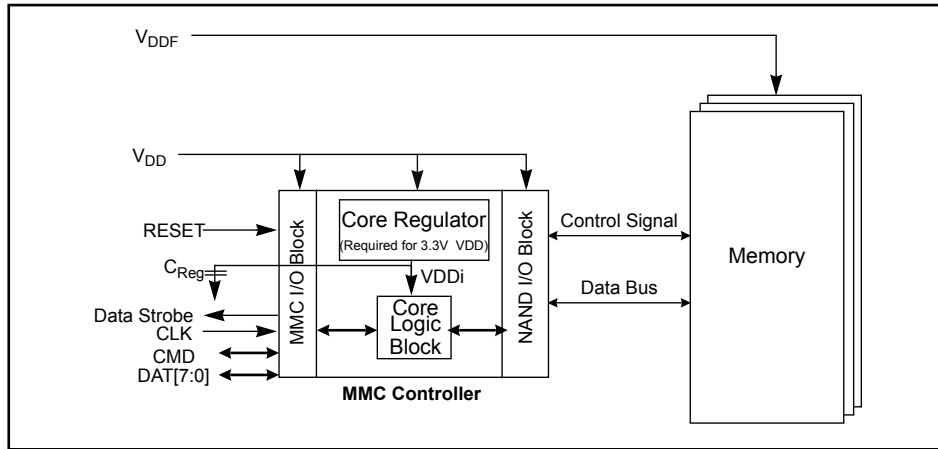 VDDF
VDD
MMC I/O Block
Core Regulator
(Required for 3.3V VDD)
NAND I/O Block
RESET
CReg
VDDi
Core
Logic
Block
Data Strobe
CLK
CMD
DAT[7:0]
MMC Controller
Control Signal
Data Bus
Memory